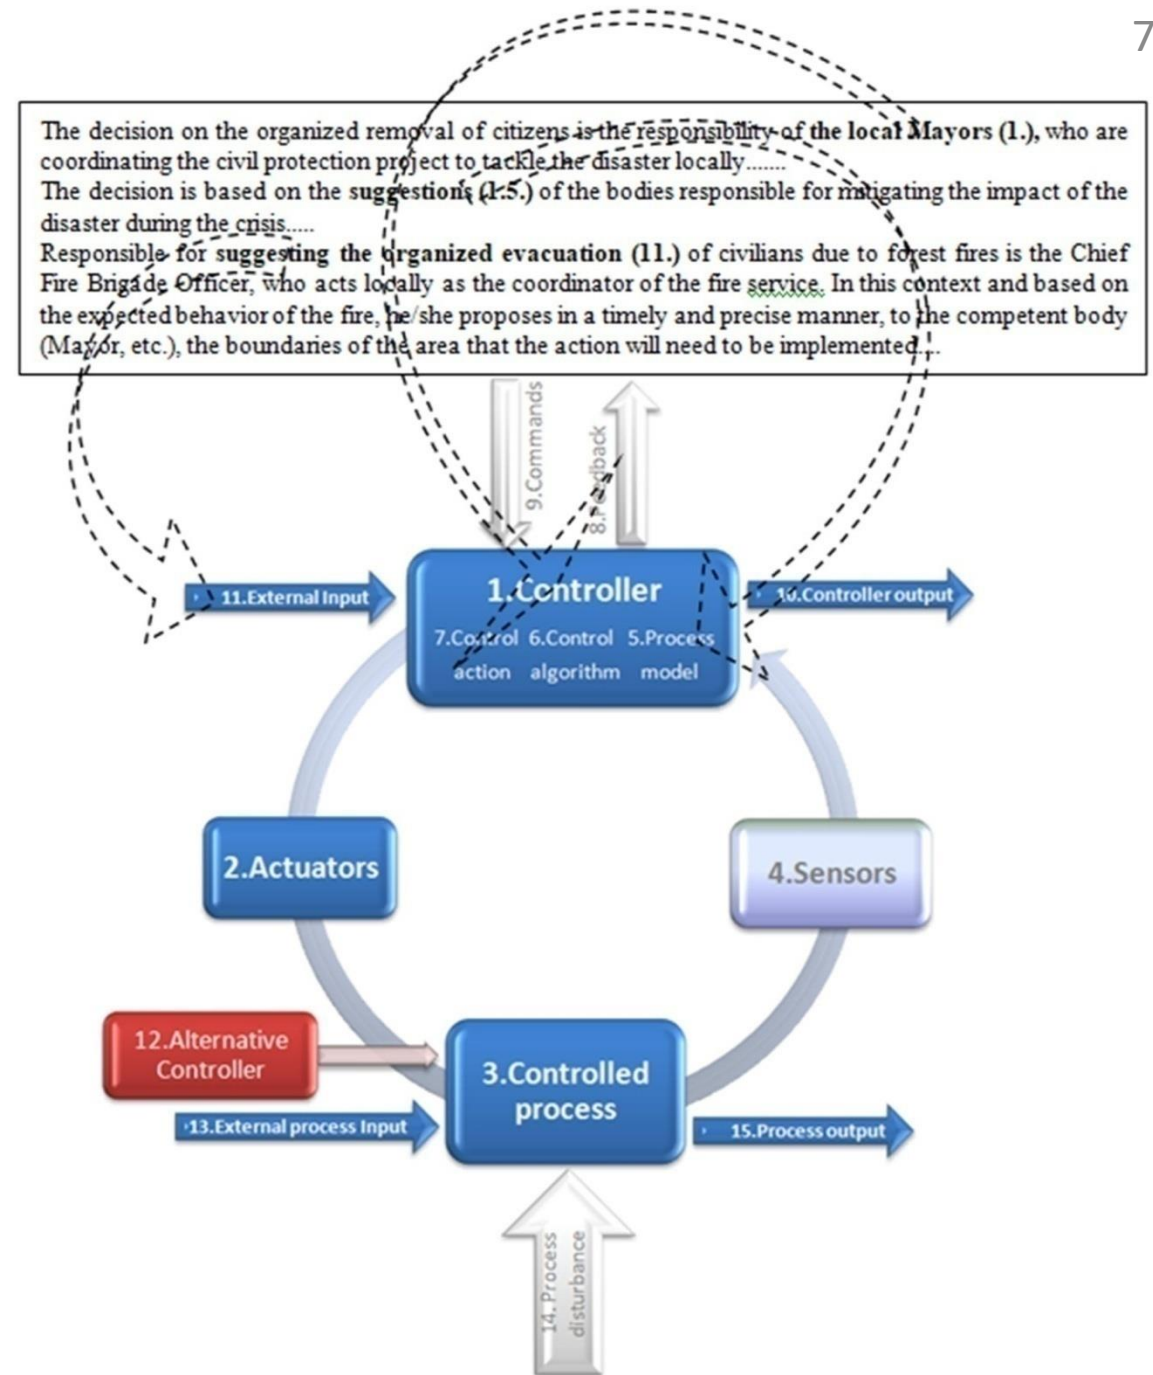 7
The decision on the organized removal of citizens is the responsibility of the local Mayors (1.), who are
coordinating the civil protection project to tackle the disaster locally.......
The decision is based on the suggestions (1.5.) of the bodies responsible for mitigating the impact of the
disaster during the crisis.....
Responsible for suggesting the organized evacuation (11.) of civilians due to forest fires is the Chief
Fire Brigade Officer, who acts locally as the coordinator of the fire service. In this context and based on
the expected behavior of the fire, he/she proposes in a timely and precise manner, to the competent body
(Mayor, etc.), the boundaries of the area that the action will need to be implemented....
9.Commands
8.Feedback
11.External Input
1.Controller
7.Control 6.Control 5.Process
action algorithm model
10.Controller output
2.Actuators
4.Sensors
12.Alternative
Controller
3.Controlled
process
13.External process Input
15.Process output
14. Process
disturbance